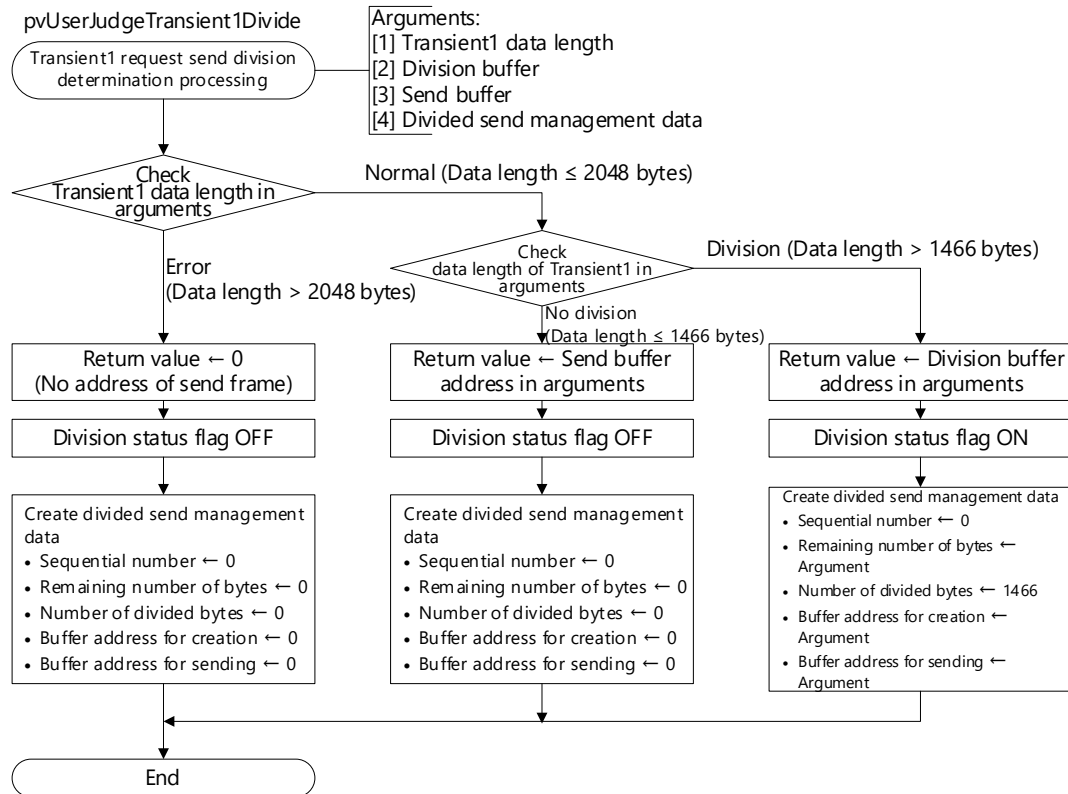 pvUserJudgeTransient1Divide
Transient1 request send division
determination processing
Arguments:
[1] Transient1 data length
[2] Division buffer
[3] Send buffer
[4] Divided send management data
Check
Transient1 data length in
arguments
Normal (Data length ≤ 2048 bytes)
Error
(Data length > 2048 bytes)
Check
data length of Transient1 in
arguments
Division (Data length > 1466 bytes)
No division
(Data length ≤ 1466 bytes)
Return value ← 0
(No address of send frame)
Division status flag OFF
Create divided send management
data
• Sequential number ← 0
• Remaining number of bytes ← 0
• Number of divided bytes ← 0
• Buffer address for creation ← 0
• Buffer address for sending ← 0
Return value ← Send buffer
address in arguments
Division status flag OFF
Create divided send management
data
• Sequential number ← 0
• Remaining number of bytes ← 0
• Number of divided bytes ← 0
• Buffer address for creation ← 0
• Buffer address for sending ← 0
Return value ← Division buffer
address in arguments
Division status flag ON
Create divided send management data
• Sequential number ← 0
• Remaining number of bytes ←
Argument
• Number of divided bytes ← 1466
• Buffer address for creation ←
Argument
• Buffer address for sending ←
Argument
End